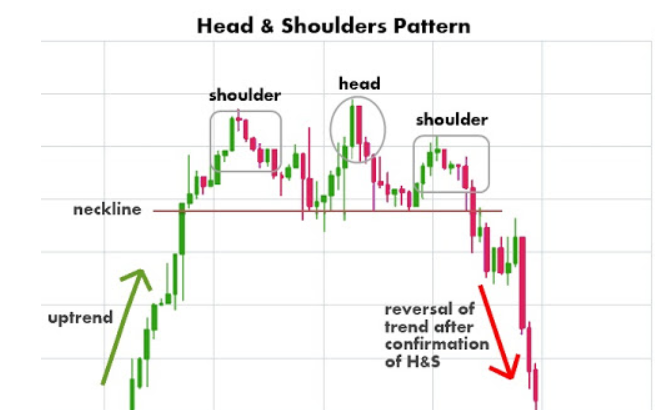 Head & Shoulders Pattern
head
shoulder
shoulder
neckline
uptrend
reversal of
trend after
confirmation
of H&S